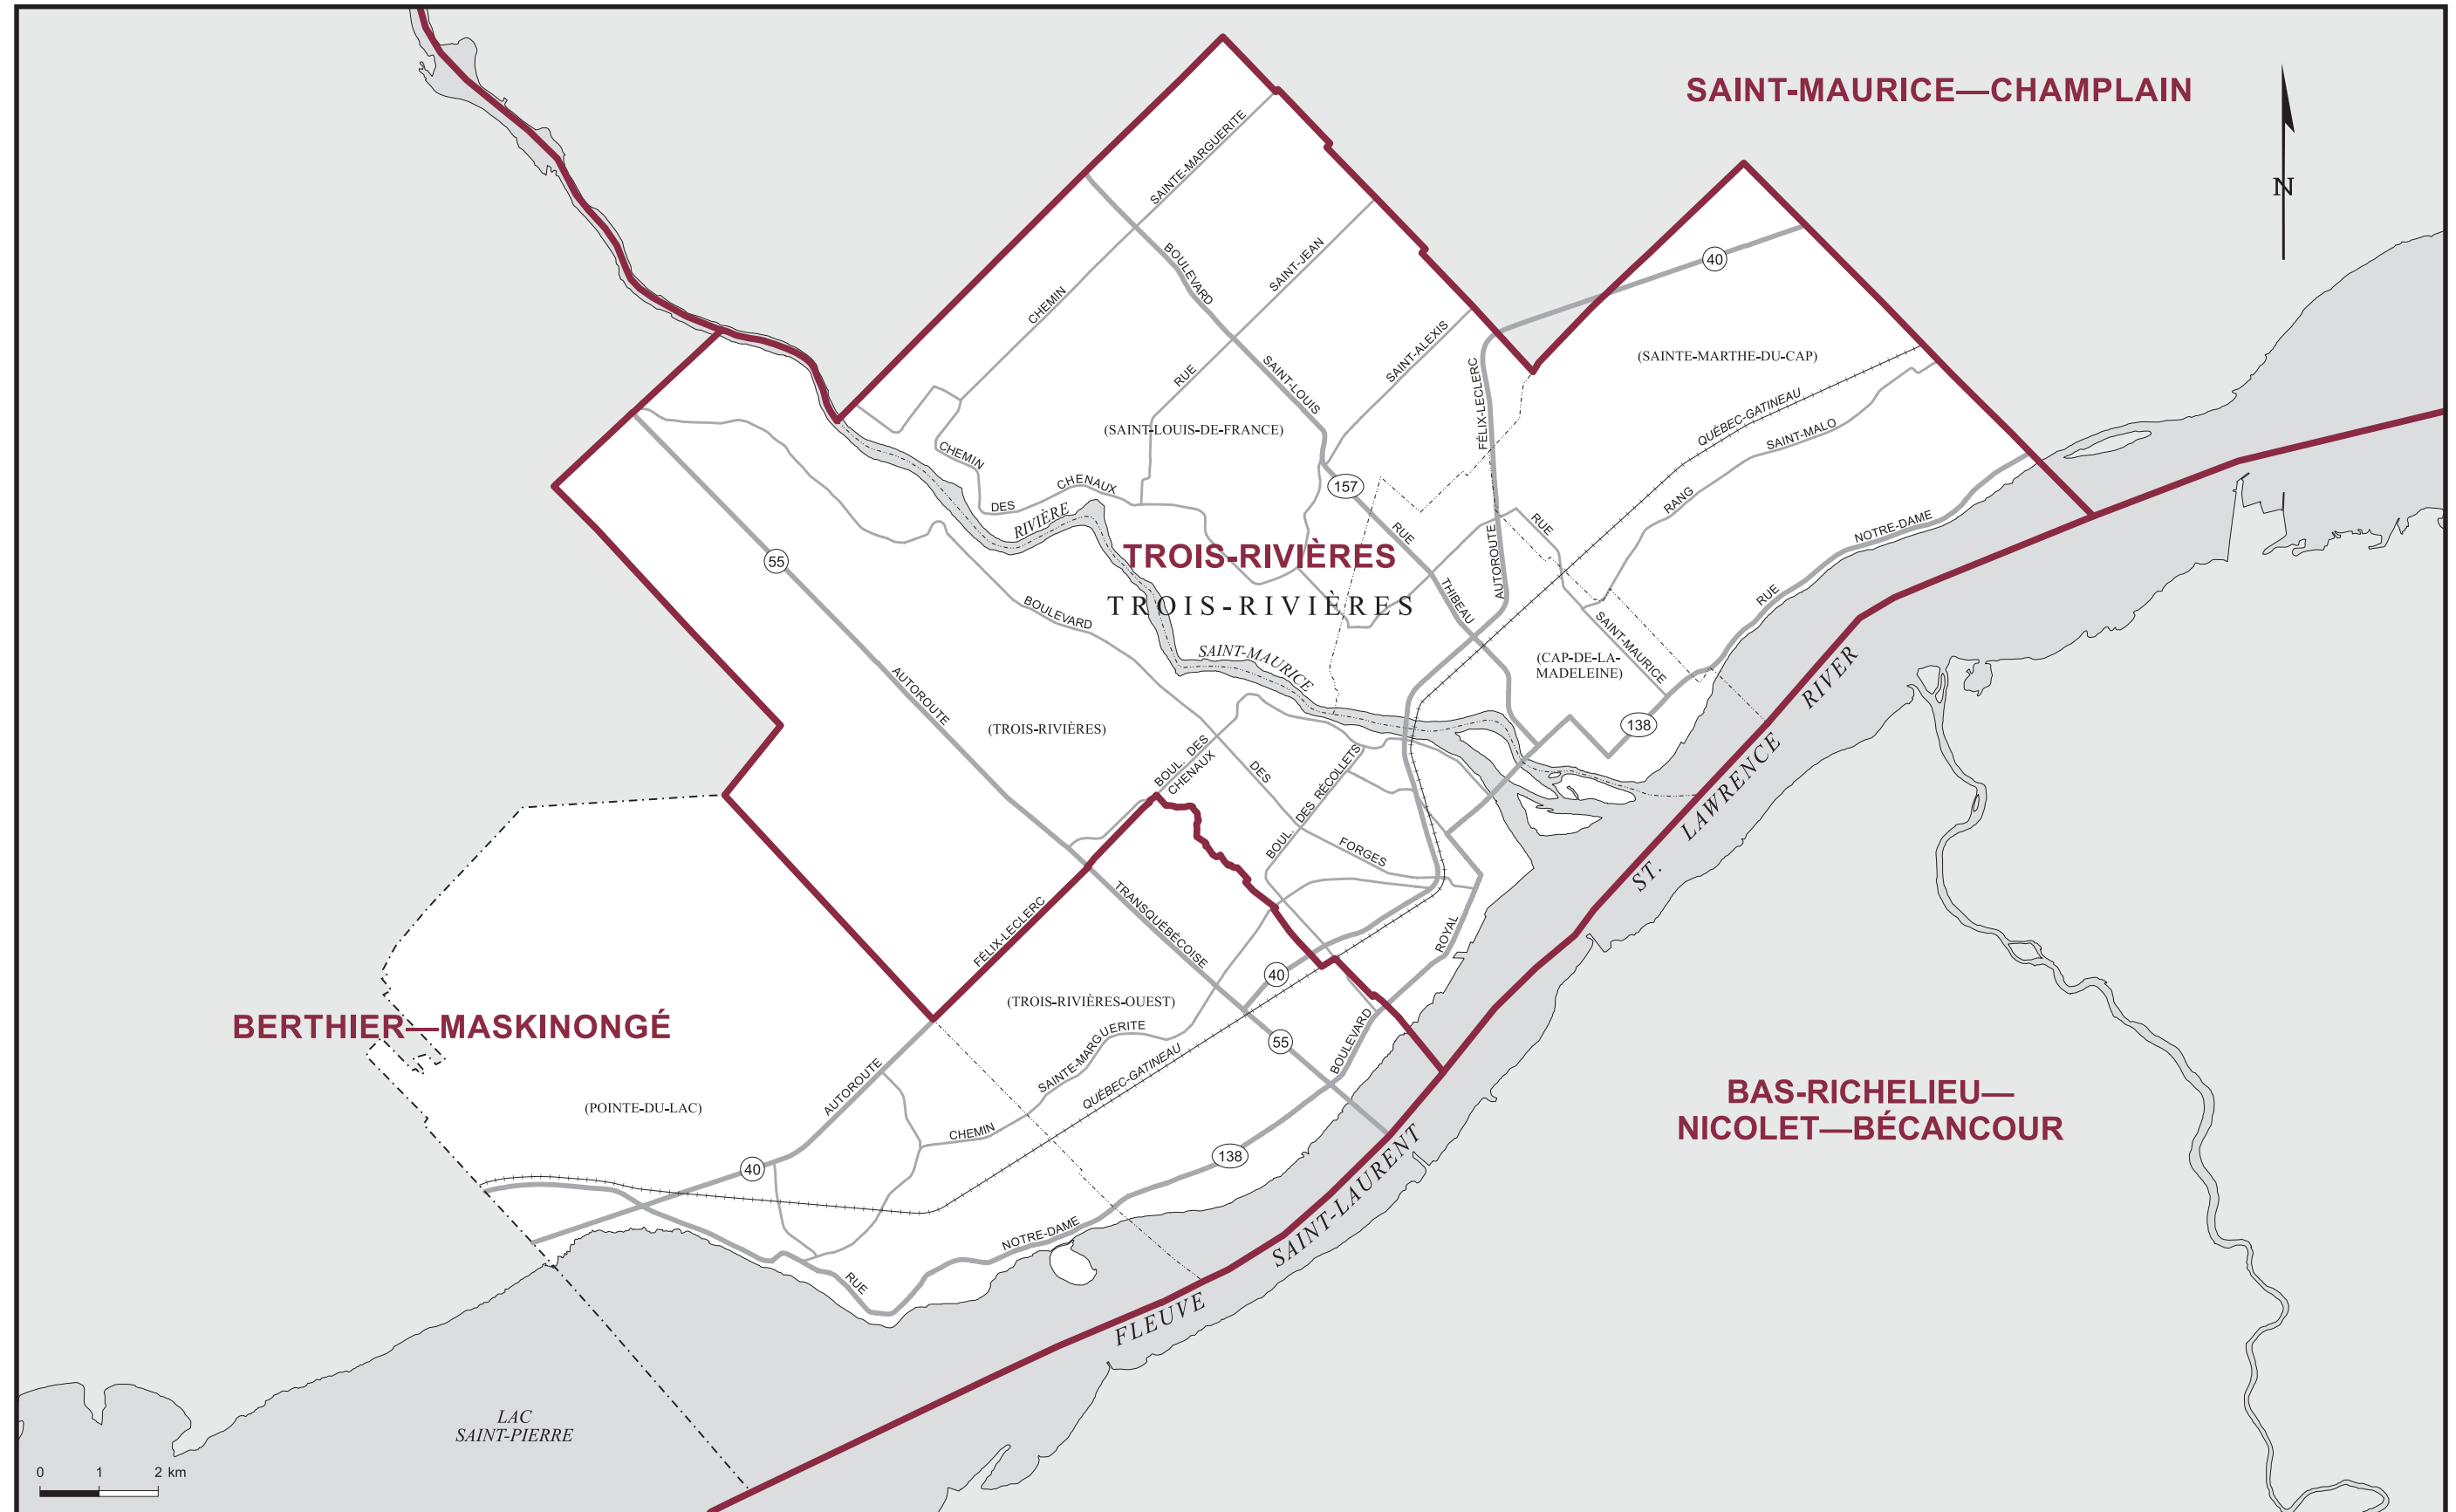 SAINT-MAURICE—CHAMPLAIN
N
SAINTE-MARGUERITE
CHEMIN
BOULEVARD
SAINT-JEAN
RUE
SAINT-LOUIS
SAINT-ALEXIS
40
FÉLIX-LECLERC
(SAINTE-MARTHE-DU-CAP)
QUÉBEC-GATINEAU
SAINT-MALO
RANG
(SAINT-LOUIS-DE-FRANCE)
CHEMIN
DES
CHENAUX
157
RIVIÈRE
RUE
AUTOROUTE
RUE
NOTRE-DAME
RUE
TROIS-RIVIÈRES
TROIS-RIVIÈRES
55
BOULEVARD
THIBEAU
SAINT-MAURICE
(CAP-DE-LA-
MADELEINE)
SAINT-MAURICE
138
RIVER
LAWRENCE
ST.
AUTOROUTE
(TROIS-RIVIÈRES)
BOUL. DES
CHENAUX
DES
BOUL. DES RÉCOLLETS
FORGES
ROYAL
TRANSQUÉBÉCOISE
FÉLIX-LECLERC
40
(TROIS-RIVIÈRES-OUEST)
BERTHIER—MASKINONGÉ
SAINTE-MARGUERITE
QUÉBEC-GATINEAU
55
BOULEVARD
BAS-RICHELIEU—
NICOLET—BÉCANCOUR
AUTOROUTE
(POINTE-DU-LAC)
CHEMIN
40
138
NOTRE-DAME
RUE
SAINT-LAURENT
FLEUVE
LAC
SAINT-PIERRE
0 1 2 km